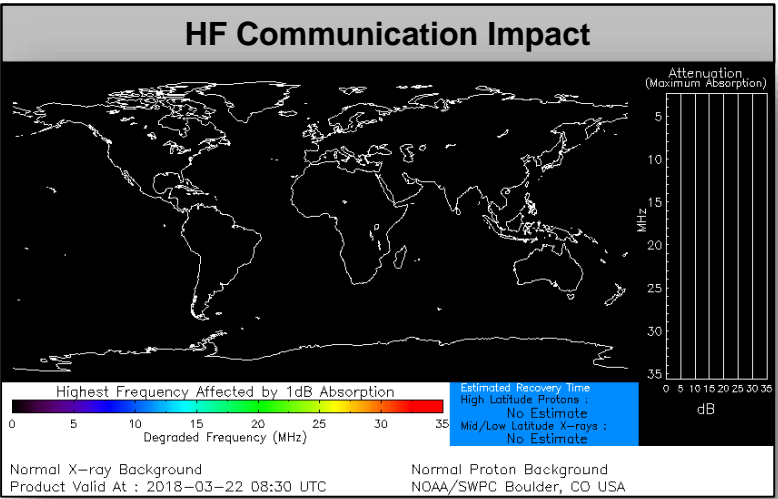 HF Communication Impact
Attenuation
(Maximum Absorption)
5
10
15
20
25
30
35
MHz
0 5 10 15 20 25 30 35
dB
Highest Frequency Affected by 1dB Absorption
0 5 10 15 20 25 30 35
Degraded Frequency (MHz)
Estimated Recovery Time
High Latitude Protons :
No Estimate
Mid/Low Latitude X-rays :
No Estimate
Normal X-ray Background
Normal Proton Background
Product Valid At : 2018-03-22 08:30 UTC
NOAA/SWPC Boulder, CO USA